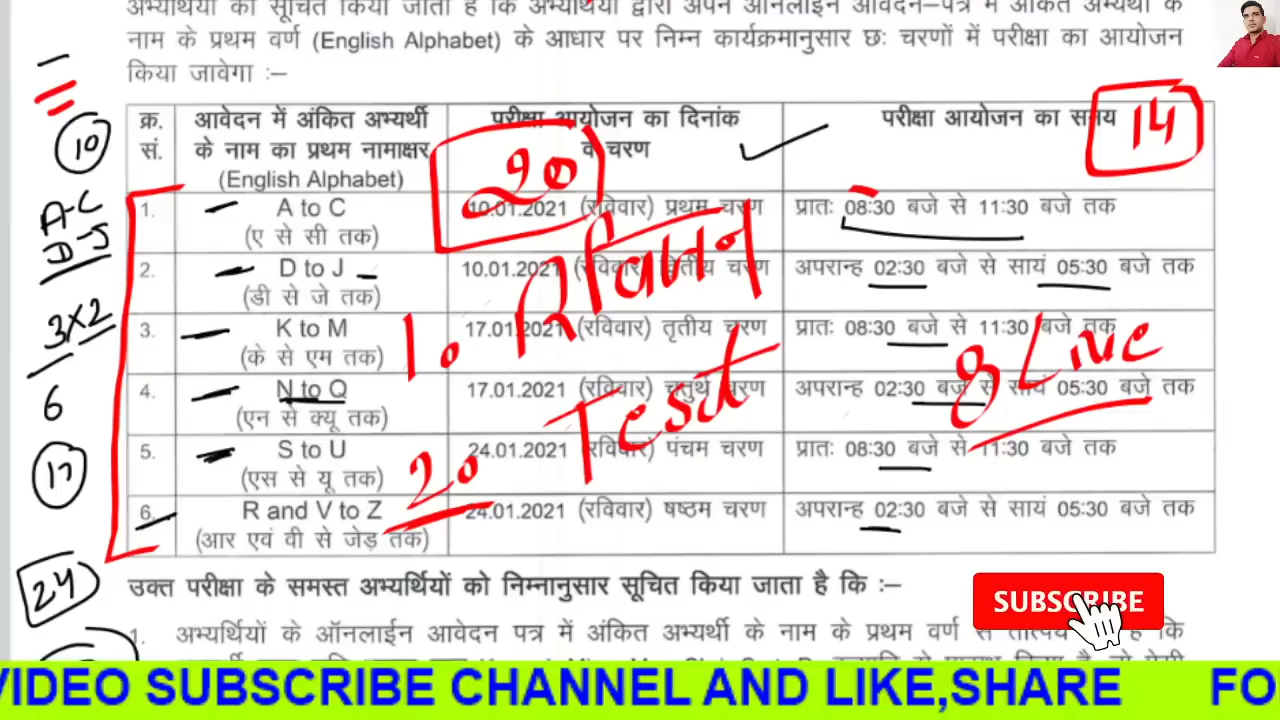 अभ्यर्थियों को सूचित किया जाता है कि अभ्यर्थियों द्वारा अपने ऑनलाईन आवेदन–पत्र में अंकित अभ्यर्थी के
नाम के प्रथम वर्ण (English Alphabet) के आधार पर निम्न कार्यक्रमानुसार छः चरणों में परीक्षा का आयोजन
किया जावेगा :–
क्र. सं.
आवेदन में अंकित अभ्यर्थी
के नाम का प्रथम नामाक्षर
(English Alphabet)
परीक्षा आयोजन का दिनांक
व चरण
परीक्षा आयोजन का समय
1. A to C 10.01.2021 (रविवार) प्रथम चरण प्रातः 08:30 बजे से 11:30 बजे तक
(ए से सी तक)
2. D to J 10.01.2021 (रविवार) द्वितीय चरण अपरान्ह 02:30 बजे से सायं 05:30 बजे तक
(डी से जे तक)
3. K to M 17.01.2021 (रविवार) तृतीय चरण प्रातः 08:30 बजे से 11:30 बजे तक
(के से एम तक)
4. N to Q 17.01.2021 (रविवार) चतुर्थ चरण अपरान्ह 02:30 बजे से सायं 05:30 बजे तक
(एन से क्यू तक)
5. S to U 24.01.2021 (रविवार) पंचम चरण प्रातः 08:30 बजे से 11:30 बजे तक
(एस से यू तक)
6. R and V to Z 24.01.2021 (रविवार) षष्ठम चरण अपरान्ह 02:30 बजे से सायं 05:30 बजे तक
(आर एवं वी से जेड़ तक)
उक्त परीक्षा के समस्त अभ्यर्थियों को निम्नानुसार सूचित किया जाता है कि :–
1. अभ्यर्थियों के ऑनलाईन आवेदन पत्र में अंकित अभ्यर्थी के नाम के प्रथम वर्ण से
10
A-C
D-J
3x2
6
17
24
20
14
1.
20 Test
8 Live
SUBSCRIBE
VIDEO SUBSCRIBE CHANNEL AND LIKE,SHARE FO